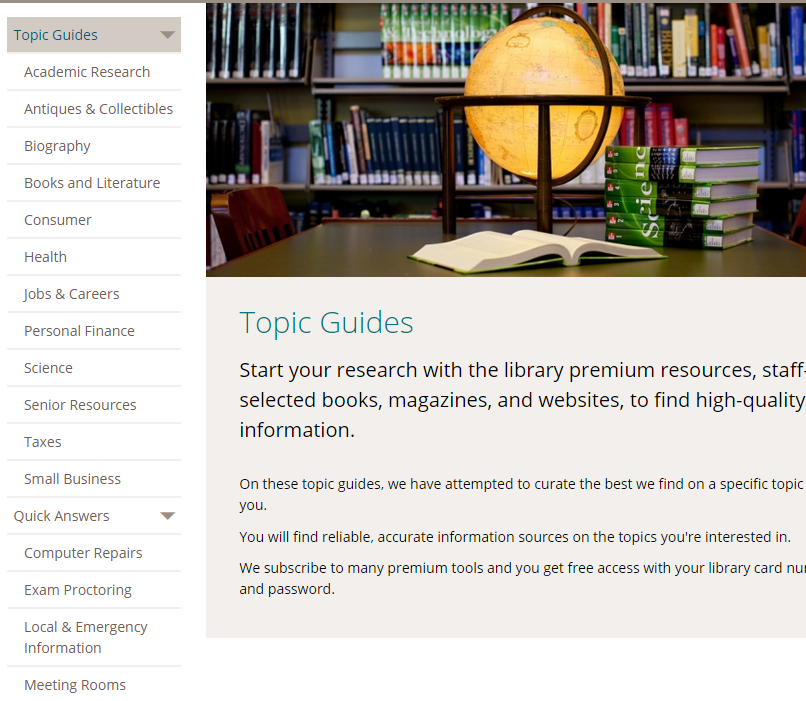 Topic Guides
Academic Research
Antiques & Collectibles
Biography
Books and Literature
Consumer
Health
Jobs & Careers
Personal Finance
Science
Senior Resources
Taxes
Small Business
Quick Answers
Computer Repairs
Exam Proctoring
Local & Emergency
Information
Meeting Rooms
& Technology
Science
Topic Guides
Start your research with the library premium resources, staff-
selected books, magazines, and websites, to find high-quality
information.
On these topic guides, we have attempted to curate the best we find on a specific topic
you.
You will find reliable, accurate information sources on the topics you're interested in.
We subscribe to many premium tools and you get free access with your library card nu
and password.